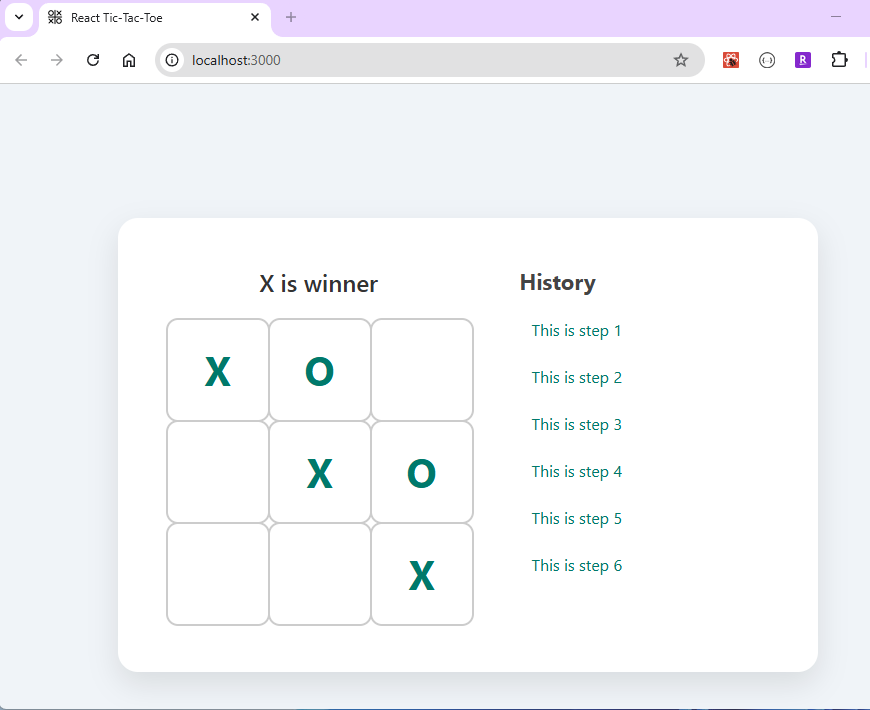 React Tic-Tac-Toe
localhost:3000
R
X is winner
X O
X O
X
History
This is step 1
This is step 2
This is step 3
This is step 4
This is step 5
This is step 6